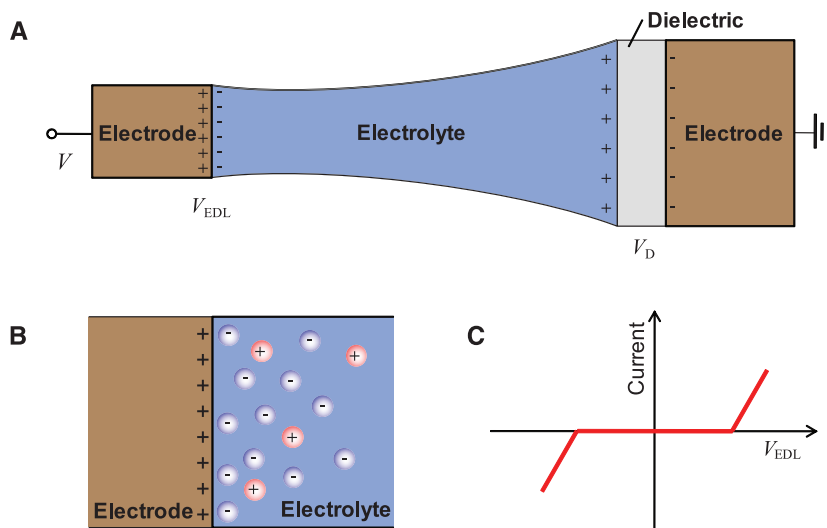 A
Dielectric
Electrode
Electrolyte
Electrode
V
V_EDL
V_D
B
Electrode
Electrolyte
C
Current
V_EDL